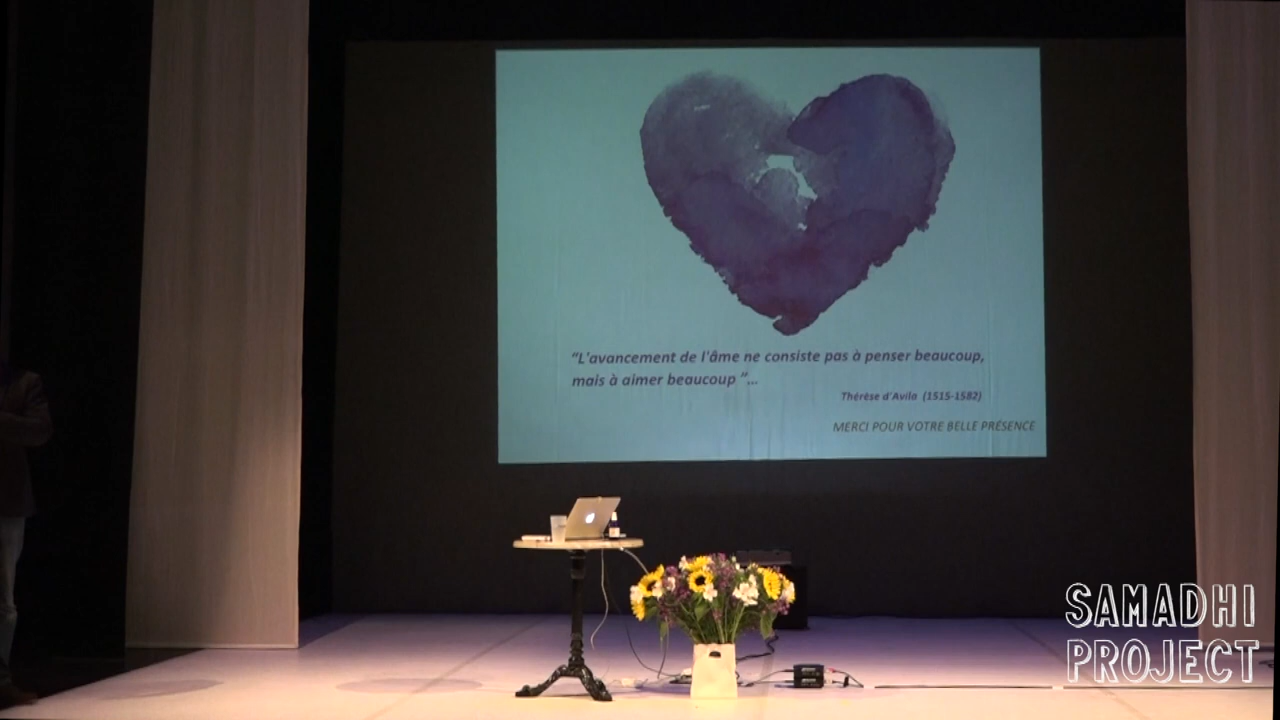 “L'avancement de l'âme ne consiste pas à penser beaucoup,
mais à aimer beaucoup ”...
Thérèse d'Avila (1515-1582)
MERCI POUR VOTRE BELLE PRÉSENCE
SAMADHI
PROJECT